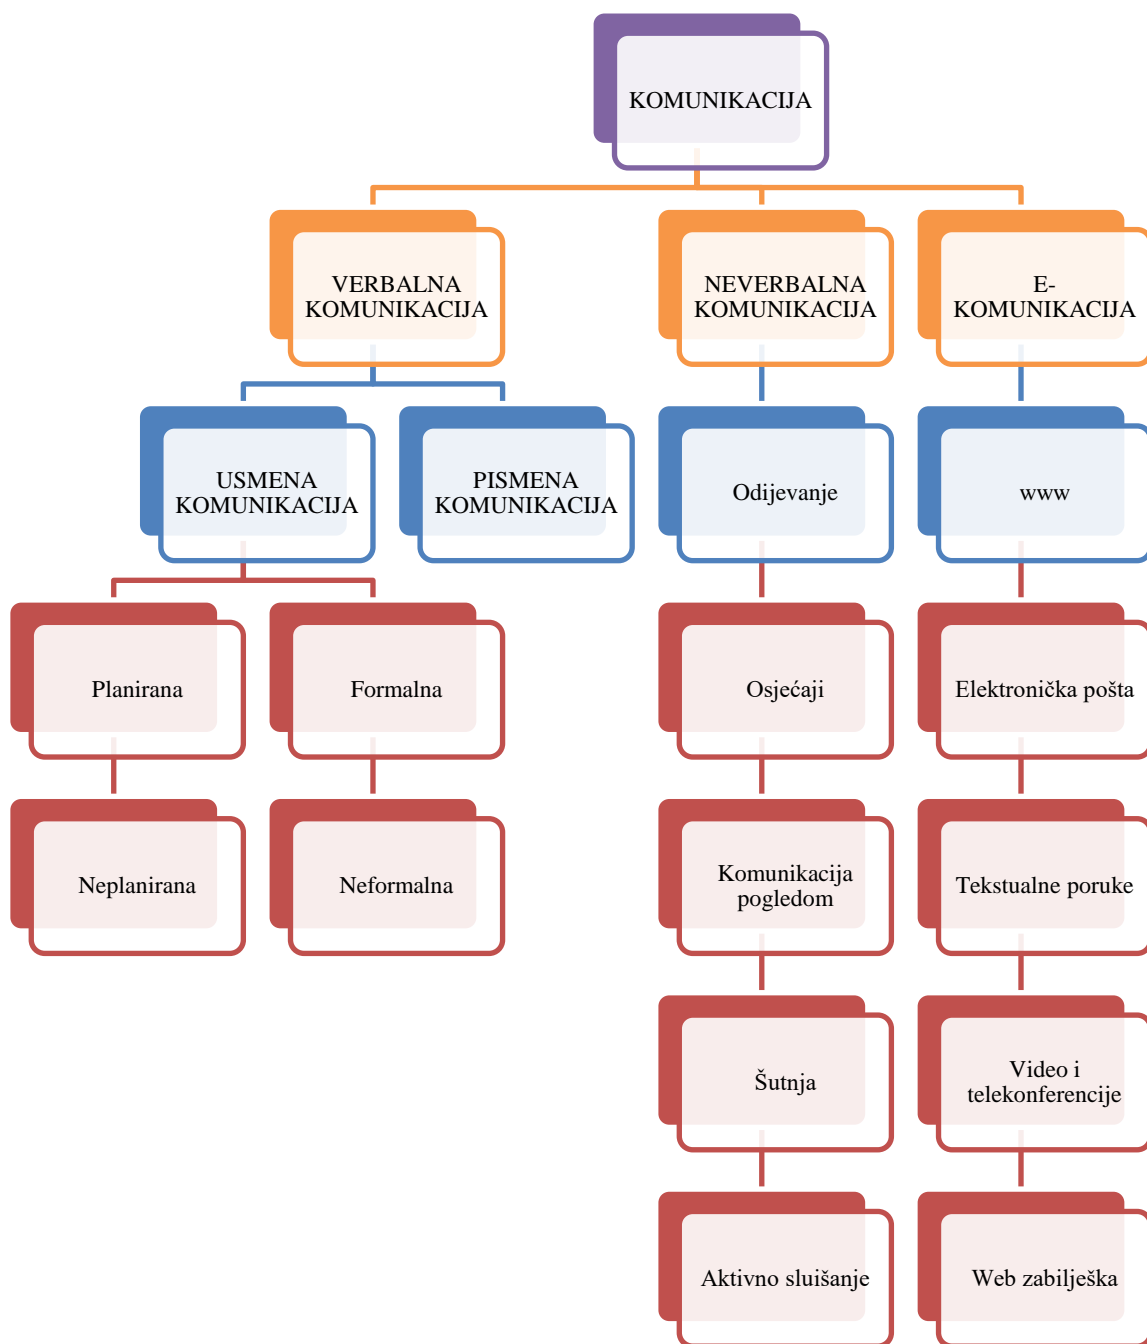 KOMUNIKACIJA
VERBALNA
KOMUNIKACIJA
NEVERBALNA
KOMUNIKACIJA
E-
KOMUNIKACIJA
USMENA
KOMUNIKACIJA
PISMENA
KOMUNIKACIJA
Odijevanje
www
Planirana
Formalna
Osjećaji
Elektronička pošta
Neplanirana
Neformalna
Komunikacija
pogledom
Tekstualne poruke
Šutnja
Video i
telekonferencije
Aktivno sluišanje
Web zabilješka